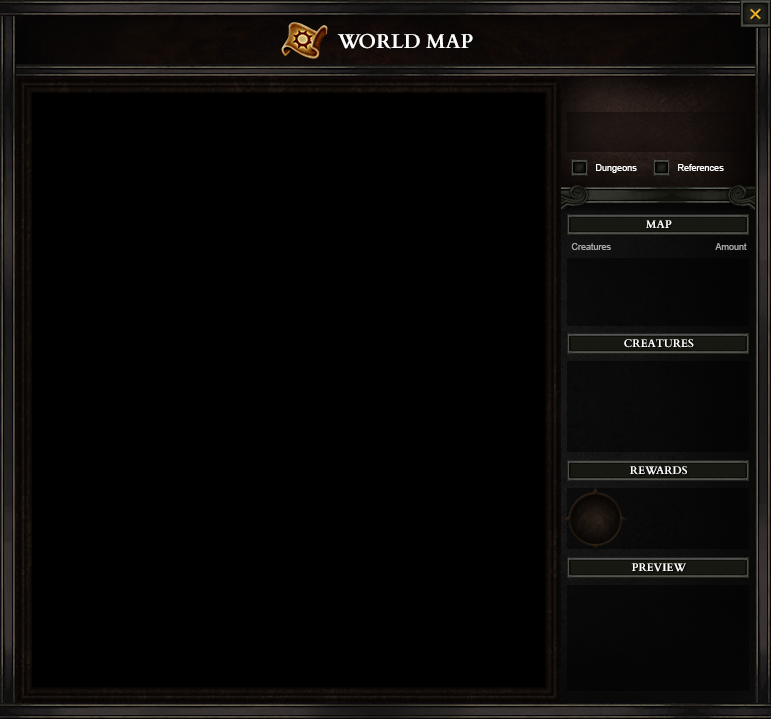 WORLD MAP
Dungeons References
MAP
Creatures Amount
CREATURES
REWARDS
PREVIEW